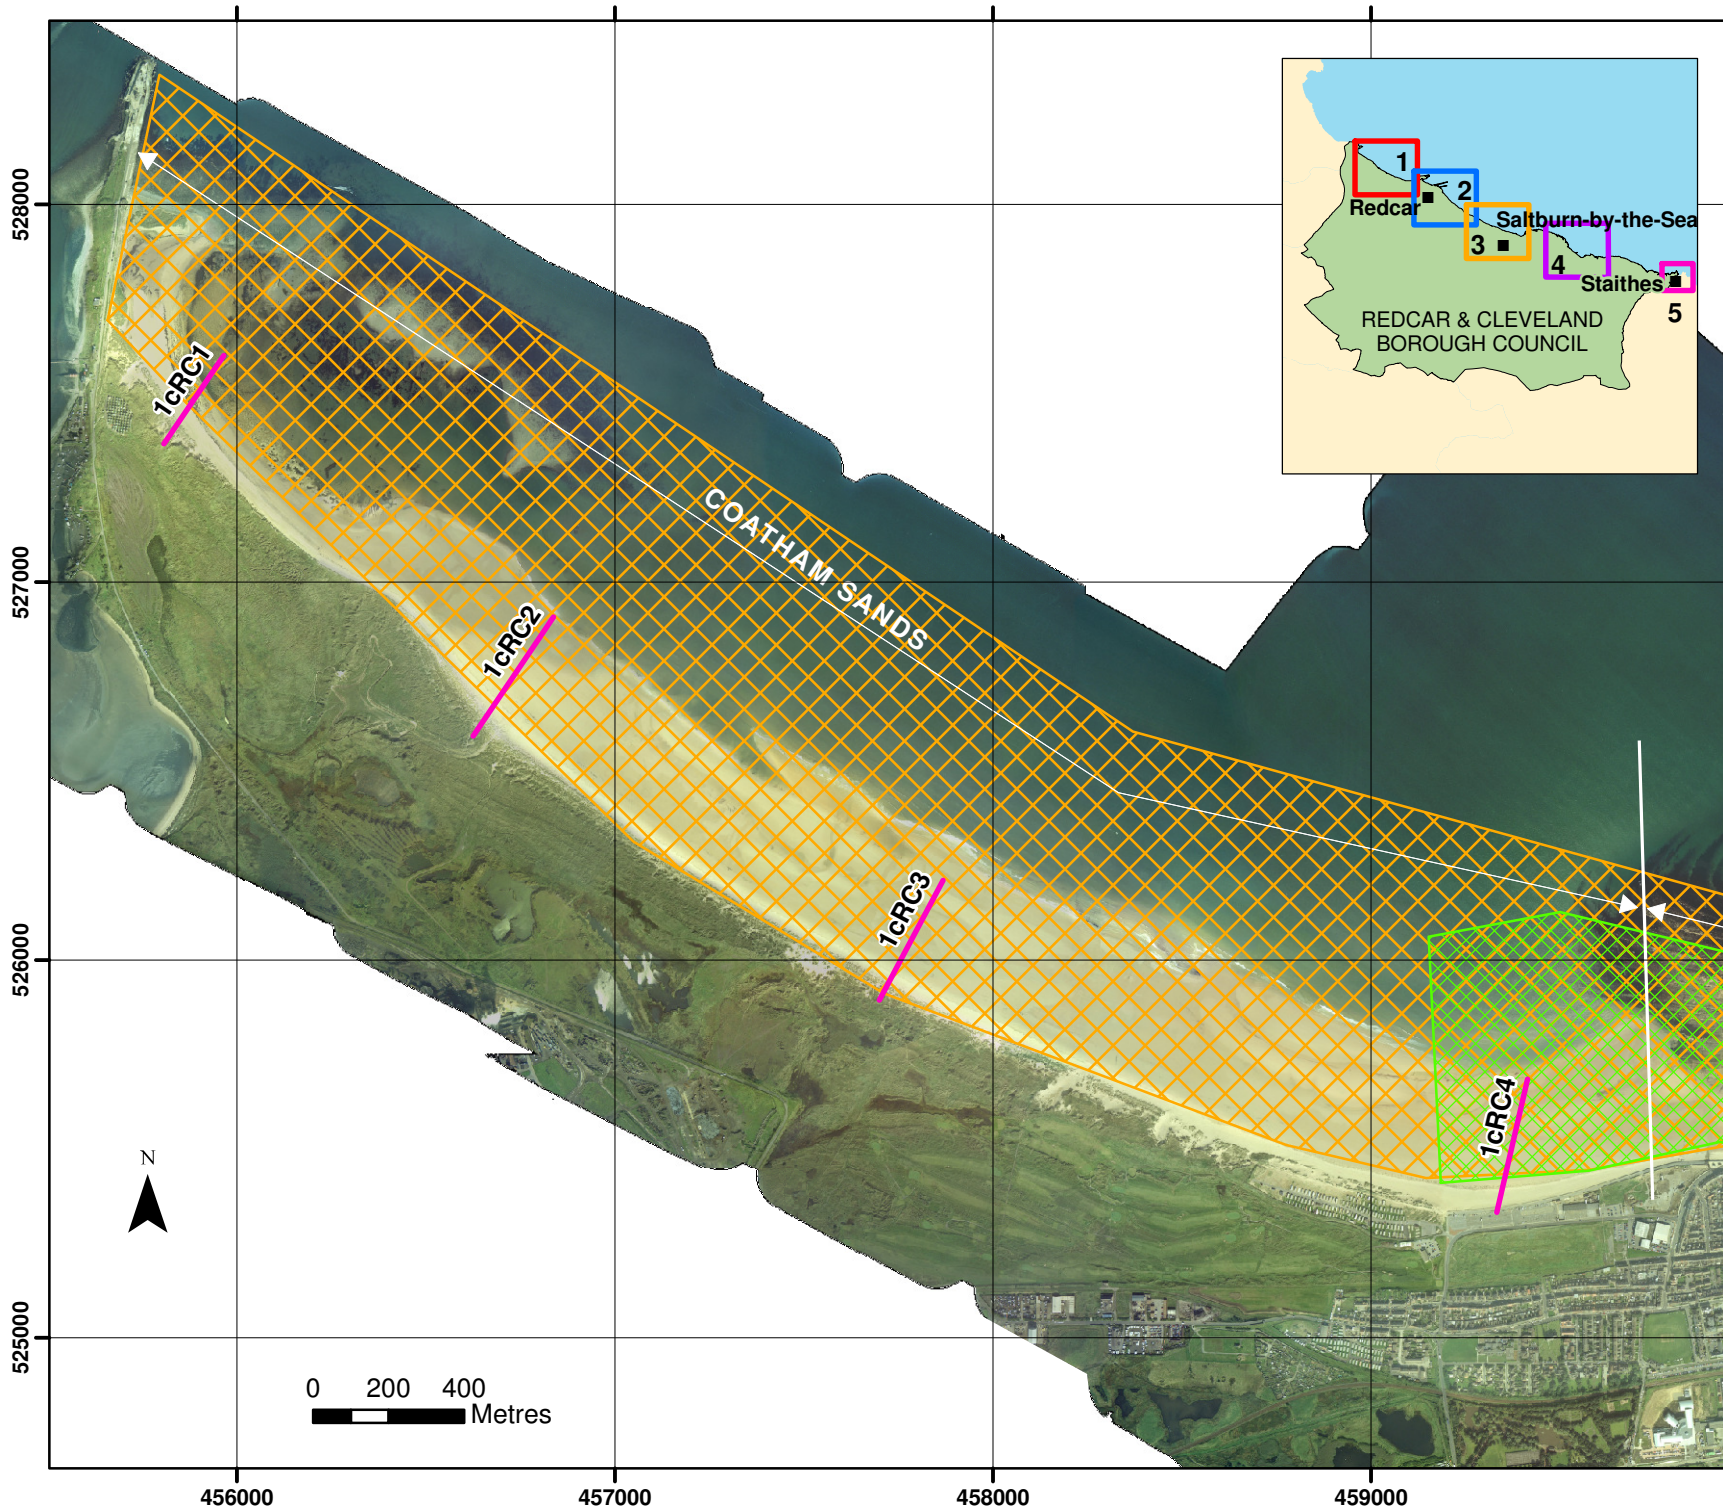 1
2
Redcar
Saltburn-by-the-Sea
3
4
Staithes
5
REDCAR & CLEVELAND
BOROUGH COUNCIL
528000
527000
526000
525000
1cRC1
COATHAM SANDS
1cRC2
1cRC3
1cRC4
N
0 200 400
Metres
456000 457000 458000 459000